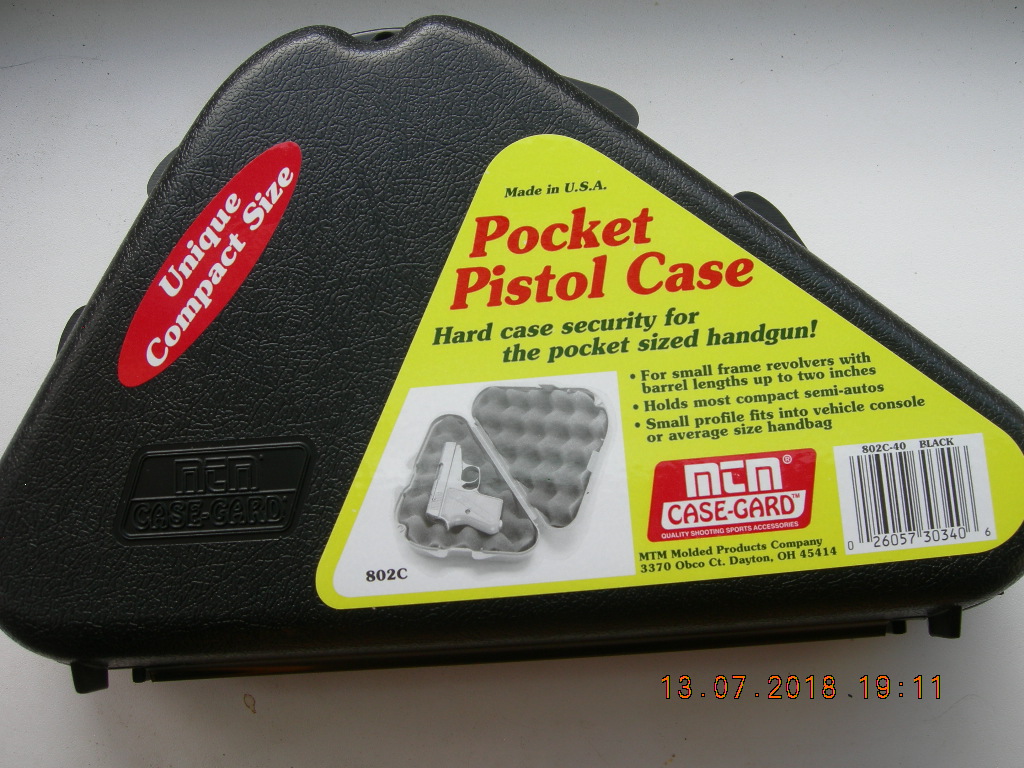 Unique
Compact Size
Made in U.S.A.
Pocket
Pistol Case
Hard case security for
the pocket sized handgun!
• For small frame revolvers with
barrel lengths up to two inches
• Holds most compact semi-autos
• Small profile fits into vehicle console
or average size handbag
802C
MTM®
CASE-GARD™
QUALITY SHOOTING SPORTS ACCESSORIES
MTM Molded Products Company
3370 Obco Ct. Dayton, OH 45414
802C-40 BLACK
0 26057 30340 6
MTM
CASE-GARD™
13.07.2018 19:11